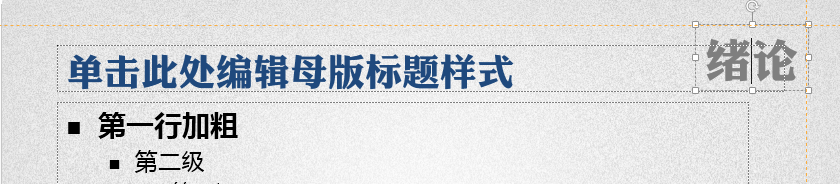 单击此处编辑母版标题样式
绪论
■ 第一行加粗
■ 第二级